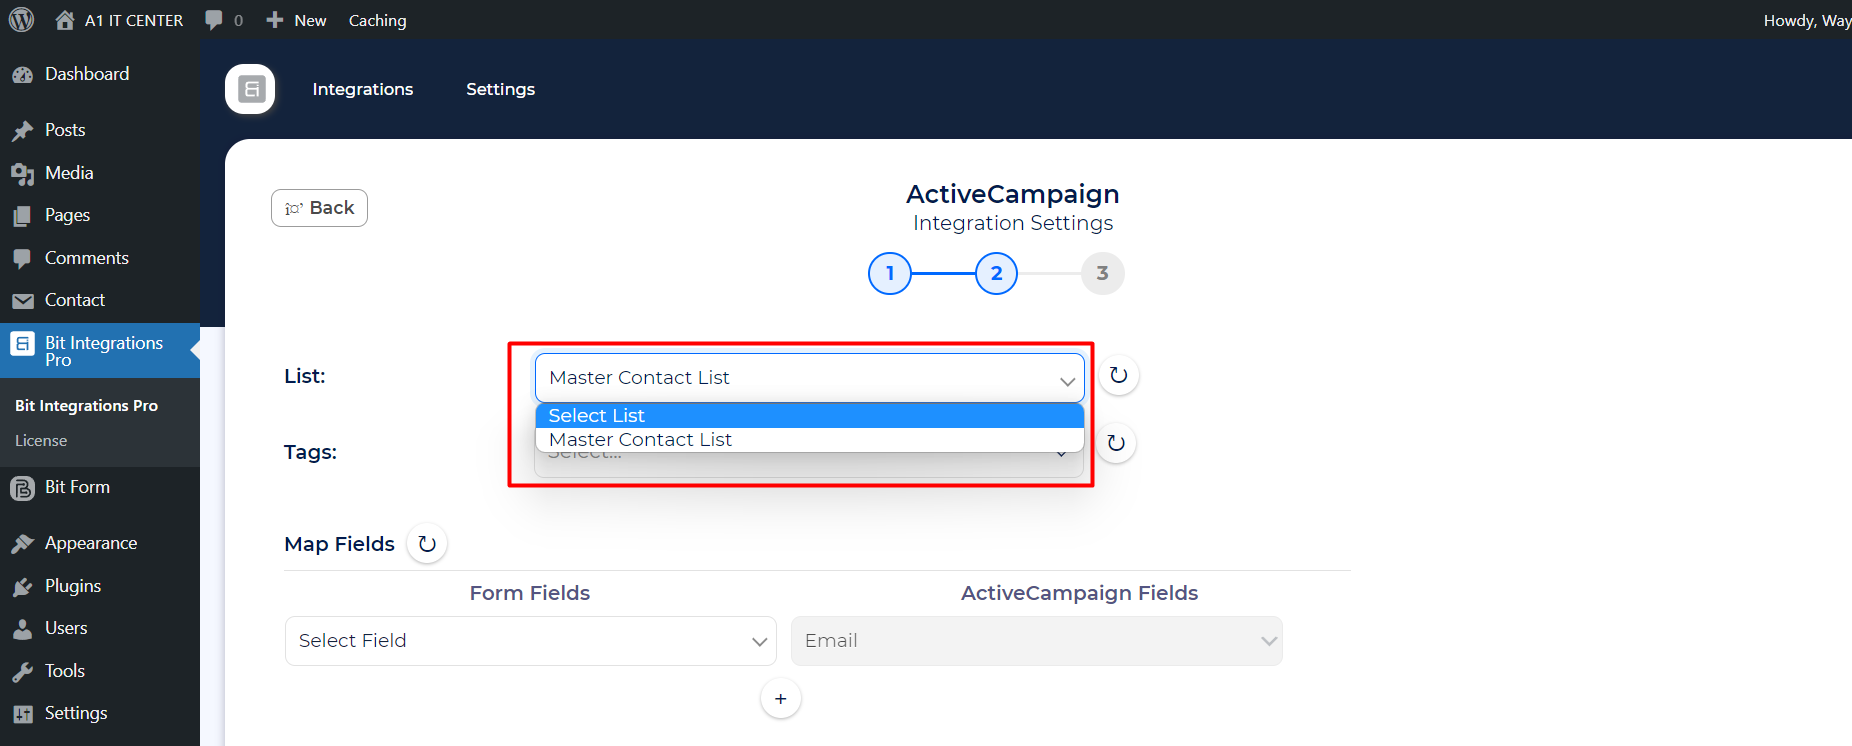 A1 IT CENTER 0 New Caching Howdy, Way
Dashboard
Posts
Media
Pages
Comments
Contact
Bit Integrations
Pro
Bit Integrations Pro
License
Bit Form
Appearance
Plugins
Users
Tools
Settings
Integrations Settings
Back
ActiveCampaign
Integration Settings
1 2 3
List:
Master Contact List
Select List
Master Contact List
Tags:
Select...
Map Fields
Form Fields ActiveCampaign Fields
Select Field Email
+